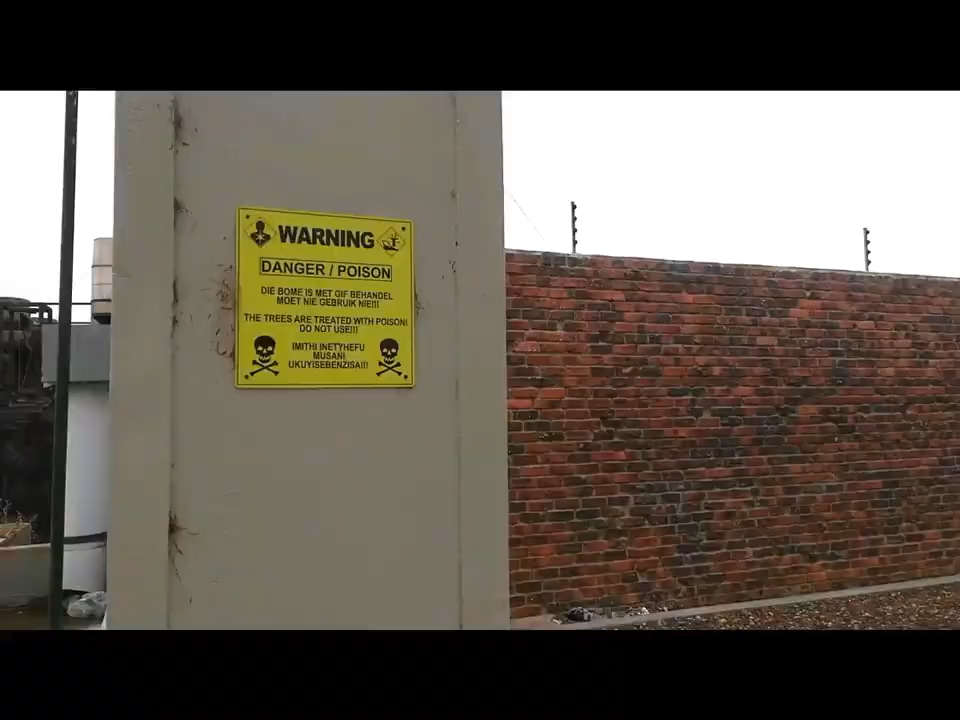 WARNING
DANGER / POISON
DIE BOME IS MET GIF BEHANDEL
MOET NIE GEBRUIK NIE!!!
THE TREES ARE TREATED WITH POISON!
DO NOT USE!!!
IMITHI INETYHEFU
MUSANI
UKUYISEBENZISA!!!